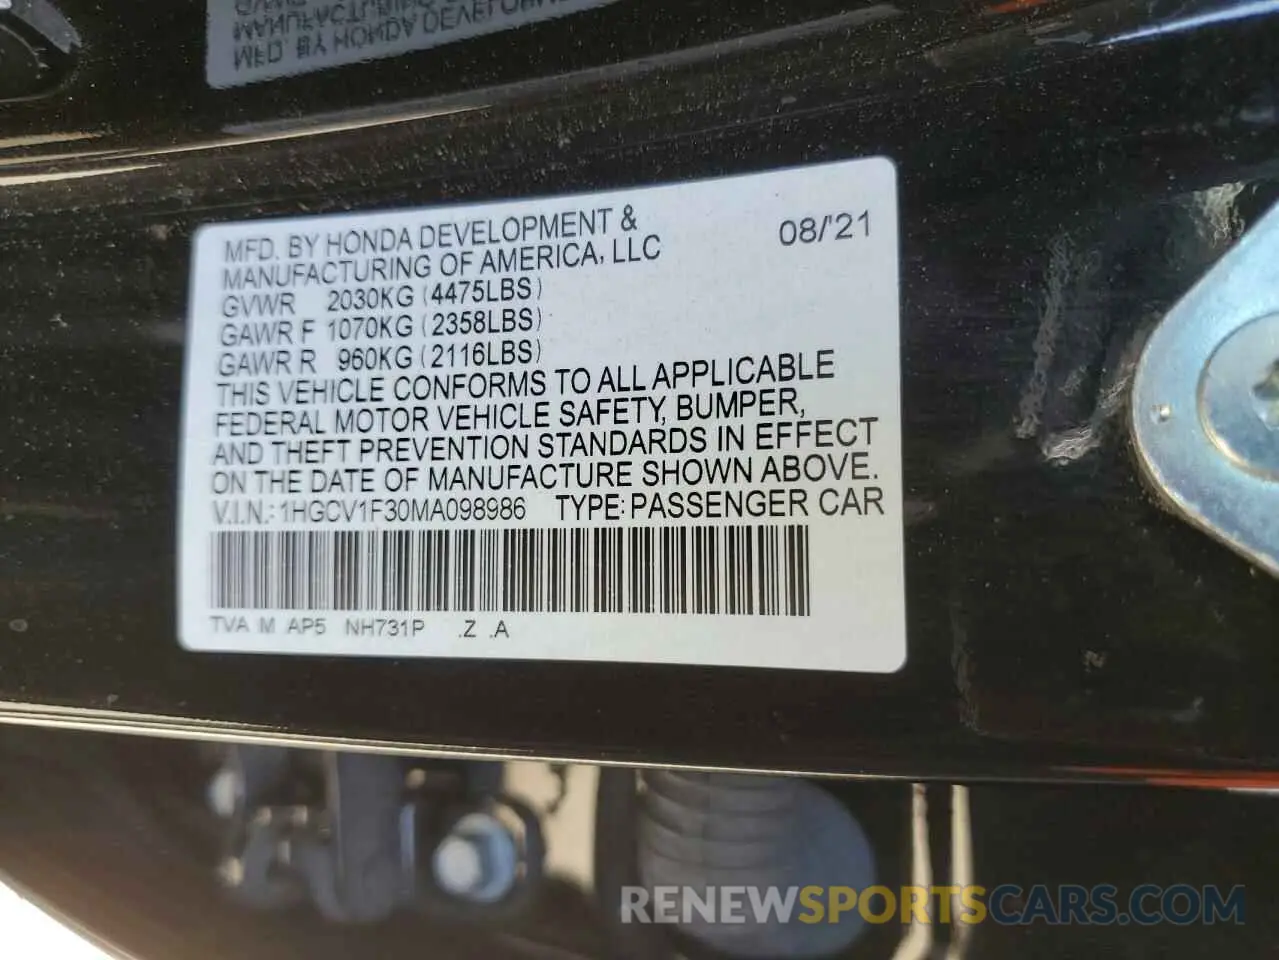 MFD. BY HONDA DEVELOPMENT &
MANUFACTURING OF AMERICA, LLC
08/'21
GVWR 2030KG (4475LBS)
GAWR F 1070KG (2358LBS)
GAWR R 960KG (2116LBS)
THIS VEHICLE CONFORMS TO ALL APPLICABLE
FEDERAL MOTOR VEHICLE SAFETY, BUMPER,
AND THEFT PREVENTION STANDARDS IN EFFECT
ON THE DATE OF MANUFACTURE SHOWN ABOVE.
V.I.N.: 1HGCV1F30MA098986 TYPE: PASSENGER CAR
TVA M AP5 NH731P .Z .A
RENEWSPORTSCARS.COM